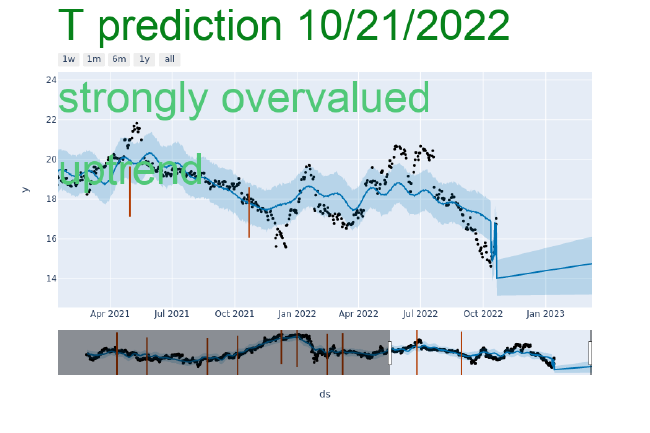 T prediction 10/21/2022
1w 1m 6m 1y all
strongly overvalued
uptrend
24
22
20
18
16
14
y
Apr 2021 Jul 2021 Oct 2021 Jan 2022 Apr 2022 Jul 2022 Oct 2022 Jan 2023
ds